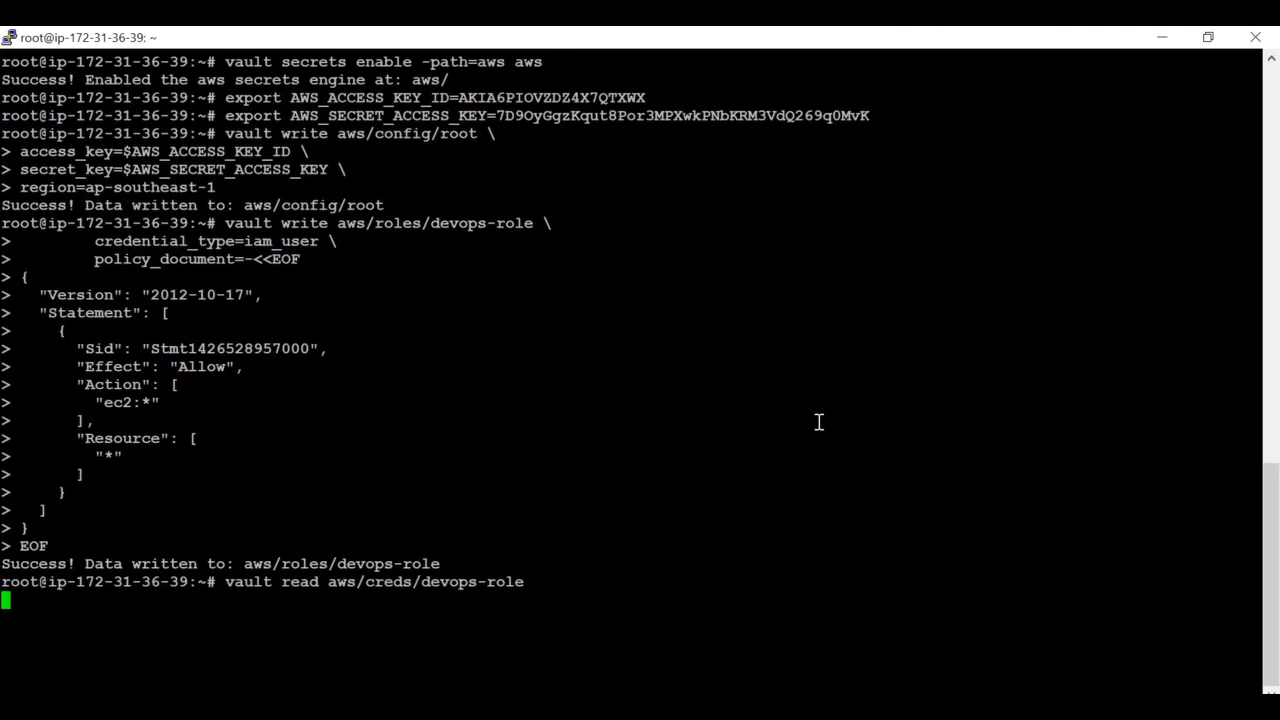 root@ip-172-31-36-39: ~
root@ip-172-31-36-39:~# vault secrets enable -path=aws aws
Success! Enabled the aws secrets engine at: aws/
root@ip-172-31-36-39:~# export AWS_ACCESS_KEY_ID=AKIA6PIOVZDZ4X7QTXWX
root@ip-172-31-36-39:~# export AWS_SECRET_ACCESS_KEY=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
root@ip-172-31-36-39:~# vault write aws/config/root \
> access_key=$AWS_ACCESS_KEY_ID \
> secret_key=$AWS_SECRET_ACCESS_KEY \
> region=ap-southeast-1
Success! Data written to: aws/config/root
root@ip-172-31-36-39:~# vault write aws/roles/devops-role \
>         credential_type=iam_user \
>         policy_document=-<<EOF
> {
>   "Version": "2012-10-17",
>   "Statement": [
>     {
>       "Sid": "Stmt1426528957000",
>       "Effect": "Allow",
>       "Action": [
>         "ec2:*"
>       ],
>       "Resource": [
>         "*"
>       ]
>     }
>   ]
> }
> EOF
Success! Data written to: aws/roles/devops-role
root@ip-172-31-36-39:~# vault read aws/creds/devops-role